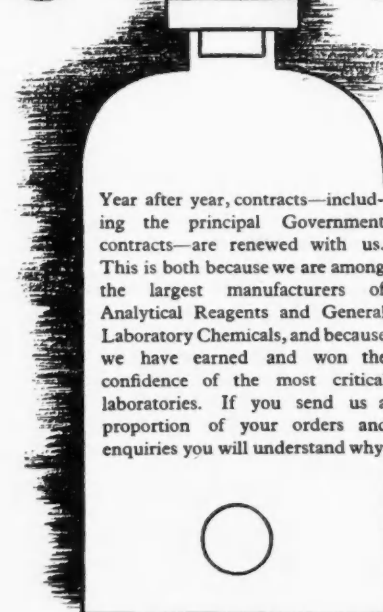 Year after year, contracts—includ-
ing the principal Government
contracts—are renewed with us.
This is both because we are among
the largest manufacturers of
Analytical Reagents and General
Laboratory Chemicals, and because
we have earned and won the
confidence of the most critical
laboratories. If you send us a
proportion of your orders and
enquiries you will understand why